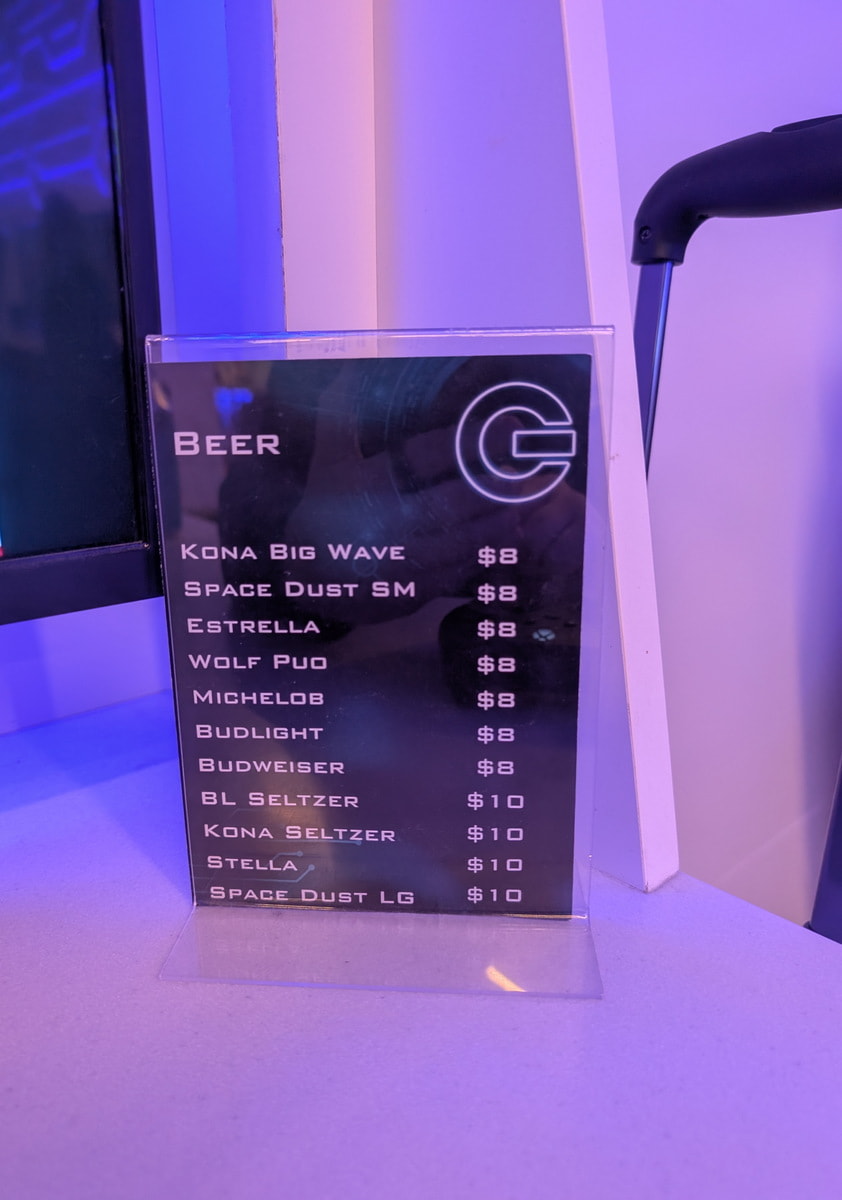 BEER
KONA BIG WAVE $8
SPACE DUST SM $8
ESTRELLA $8
WOLF PUO $8
MICHELOB $8
BUDLIGHT $8
BUDWEISER $8
BL SELTZER $10
KONA SELTZER $10
STELLA $10
SPACE DUST LG $10